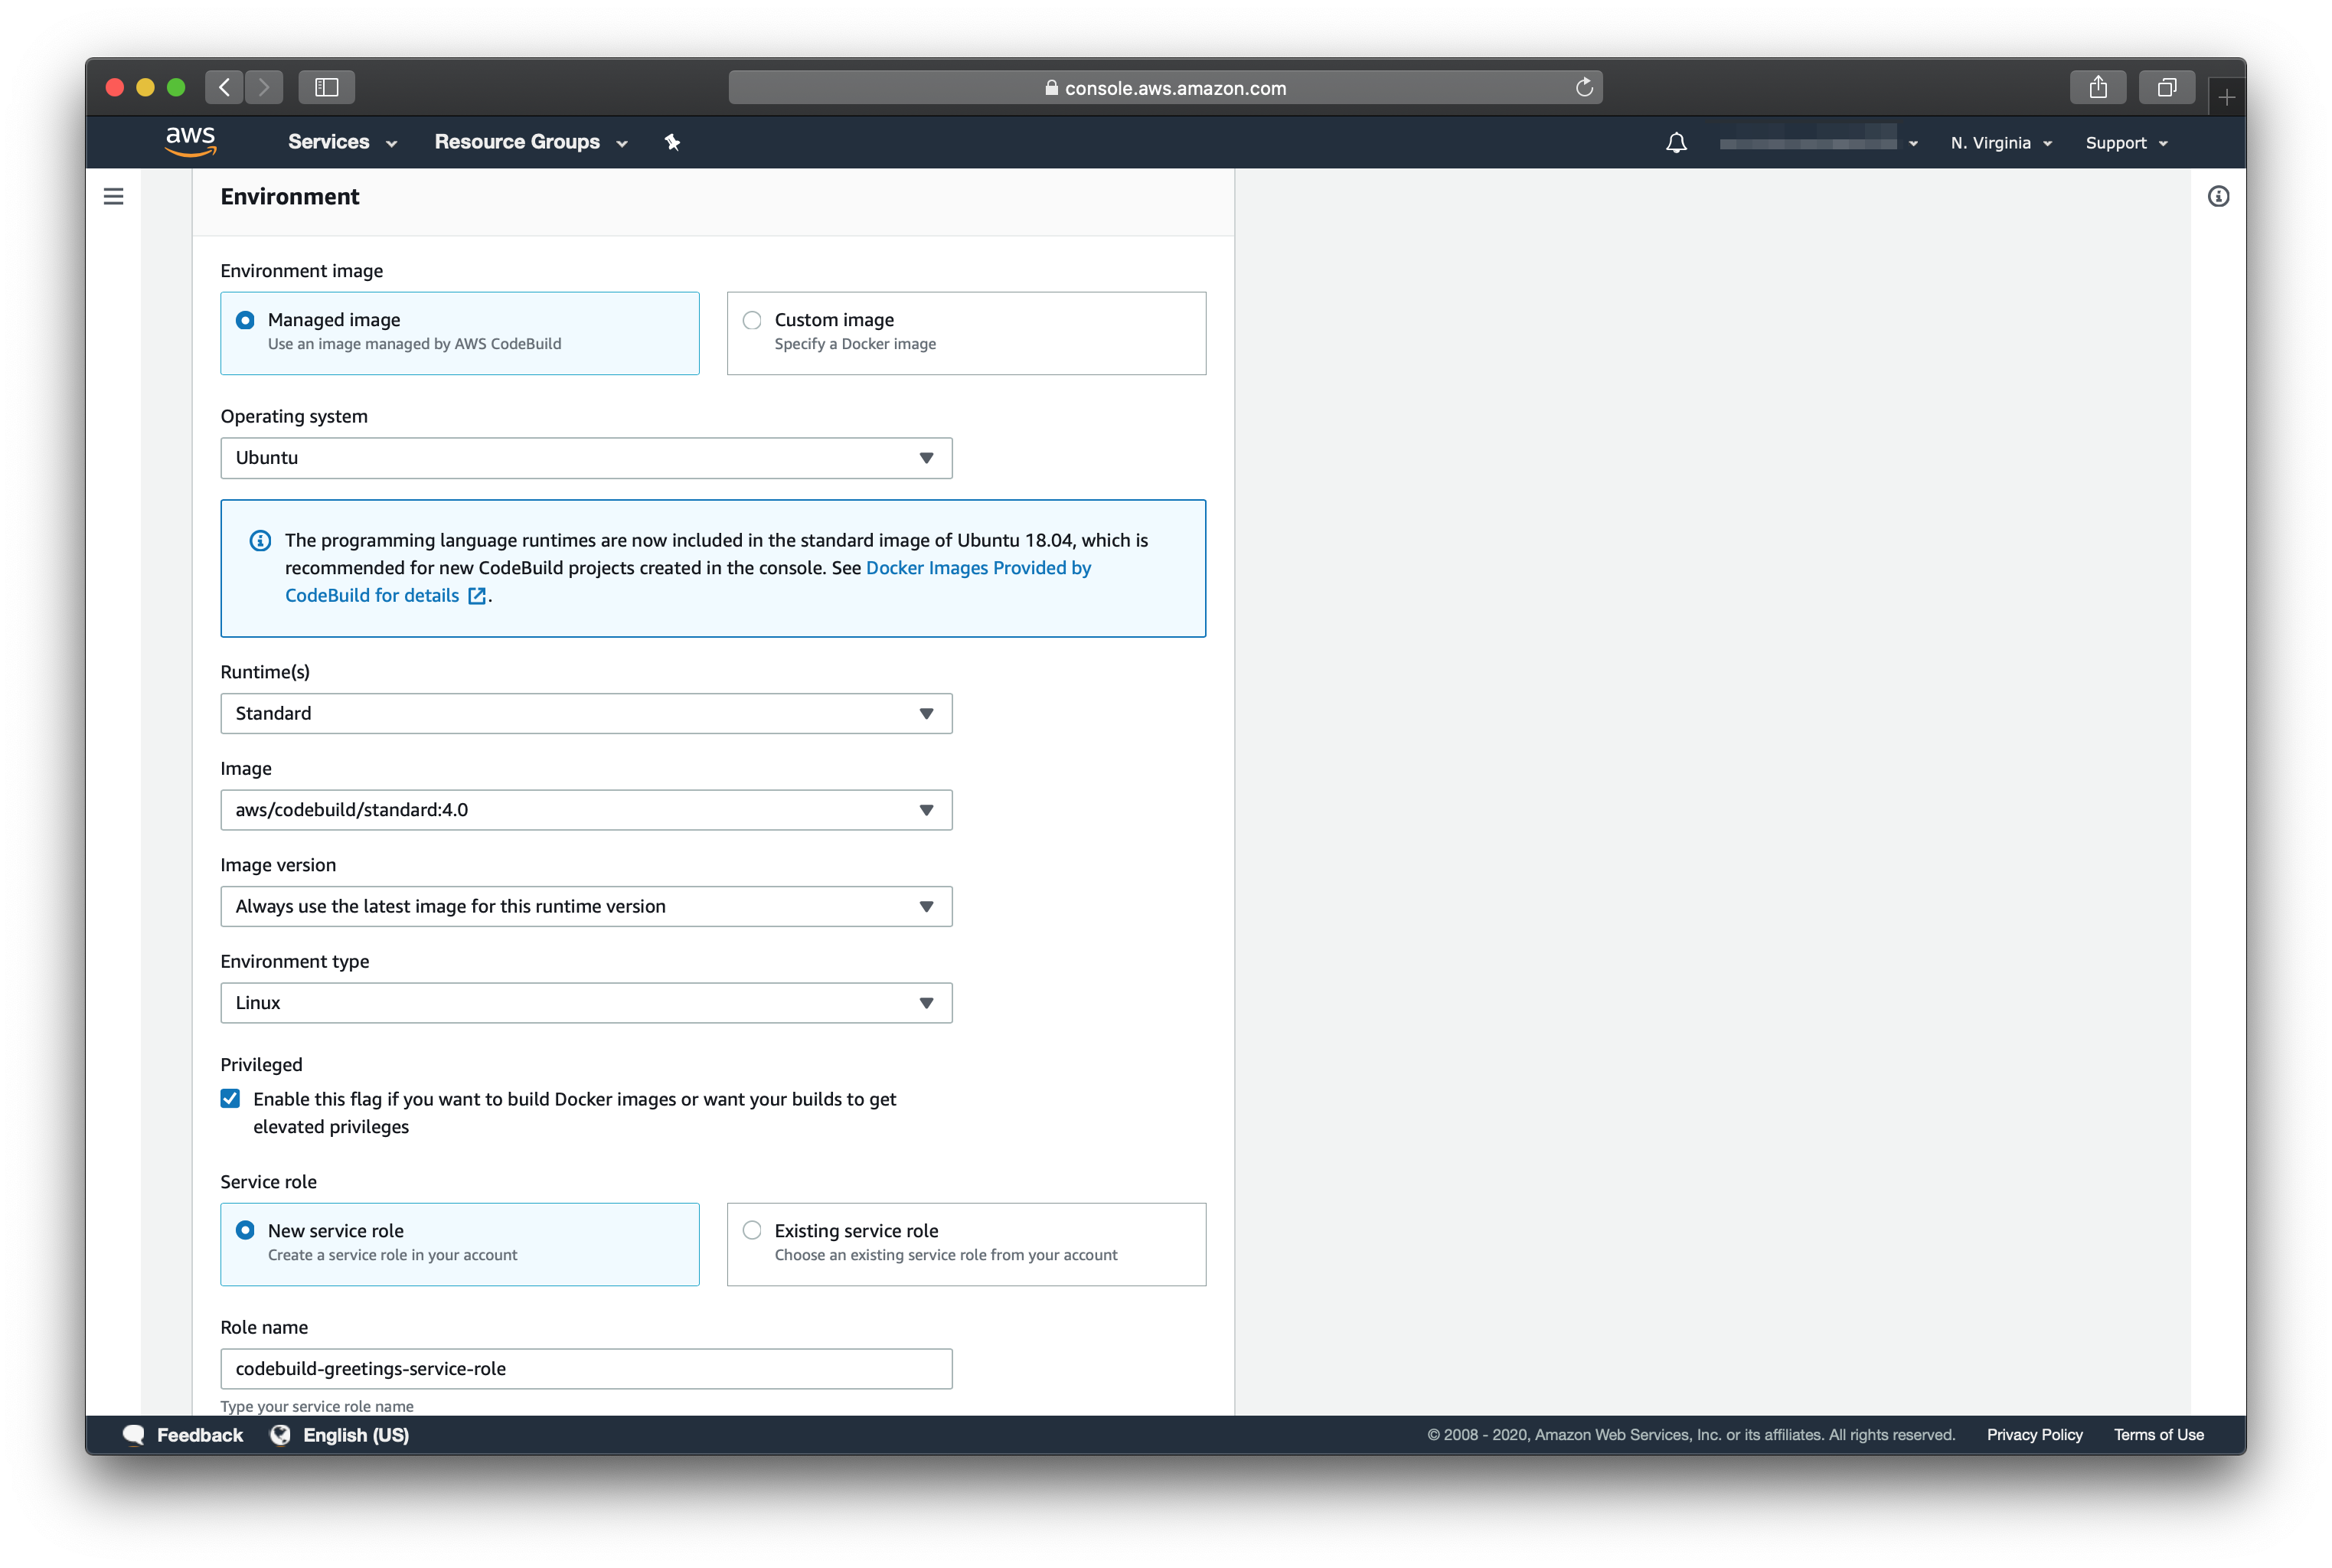 console.aws.amazon.com
aws Services Resource Groups N. Virginia Support
Environment
Environment image
Managed image
Use an image managed by AWS CodeBuild
Custom image
Specify a Docker image
Operating system
Ubuntu
The programming language runtimes are now included in the standard image of Ubuntu 18.04, which is
recommended for new CodeBuild projects created in the console. See Docker Images Provided by
CodeBuild for details .
Runtime(s)
Standard
Image
aws/codebuild/standard:4.0
Image version
Always use the latest image for this runtime version
Environment type
Linux
Privileged
Enable this flag if you want to build Docker images or want your builds to get
elevated privileges
Service role
New service role
Create a service role in your account
Existing service role
Choose an existing service role from your account
Role name
codebuild-greetings-service-role
Type your service role name
Feedback English (US) © 2008 - 2020, Amazon Web Services, Inc. or its affiliates. All rights reserved. Privacy Policy Terms of Use